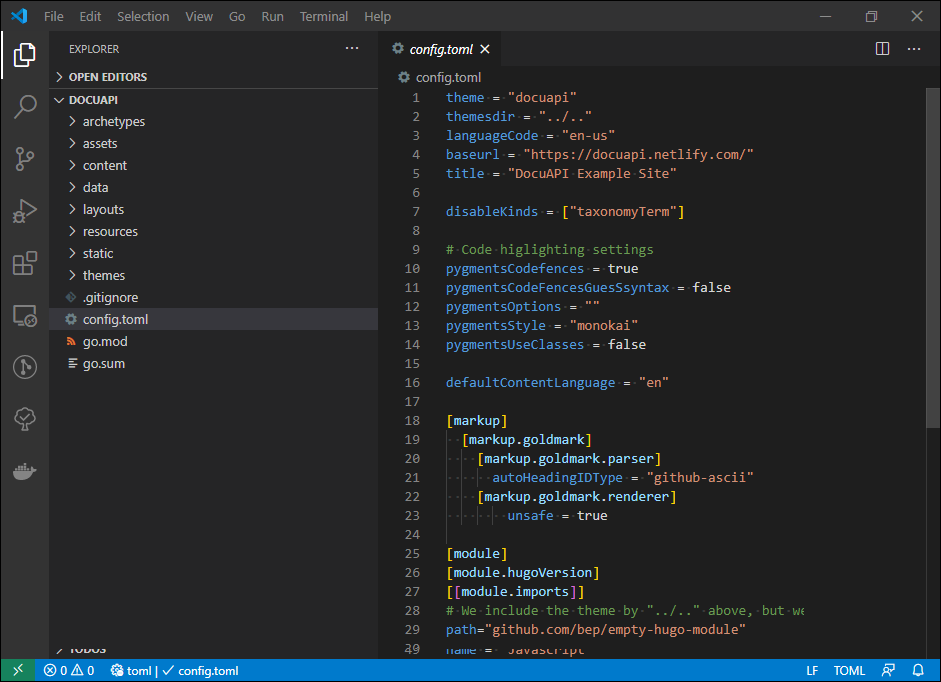 File Edit Selection View Go Run Terminal Help
EXPLORER
OPEN EDITORS
DOCUAPI
archetypes
assets
content
data
layouts
resources
static
themes
.gitignore
config.toml
go.mod
go.sum
TODOS
config.toml
config.toml
1 theme = "docuapi"
2 themesdir = "../.."
3 languageCode = "en-us"
4 baseurl = "https://docuapi.netlify.com/"
5 title = "DocuAPI Example Site"
6
7 disableKinds = ["taxonomyTerm"]
8
9 # Code higlighting settings
10 pygmentsCodefences = true
11 pygmentsCodeFencesGuesSsyntax = false
12 pygmentsOptions = ""
13 pygmentsStyle = "monokai"
14 pygmentsUseClasses = false
15
16 defaultContentLanguage = "en"
17
18 [markup]
19 [markup.goldmark]
20 [markup.goldmark.parser]
21 autoHeadingIDType = "github-ascii"
22 [markup.goldmark.renderer]
23 unsafe = true
24
25 [module]
26 [module.hugoVersion]
27 [[module.imports]]
28 # We include the theme by "../.." above, but we
29 path="github.com/bep/empty-hugo-module"
49 name = "Javascript
0 0 toml | config.toml LF TOML